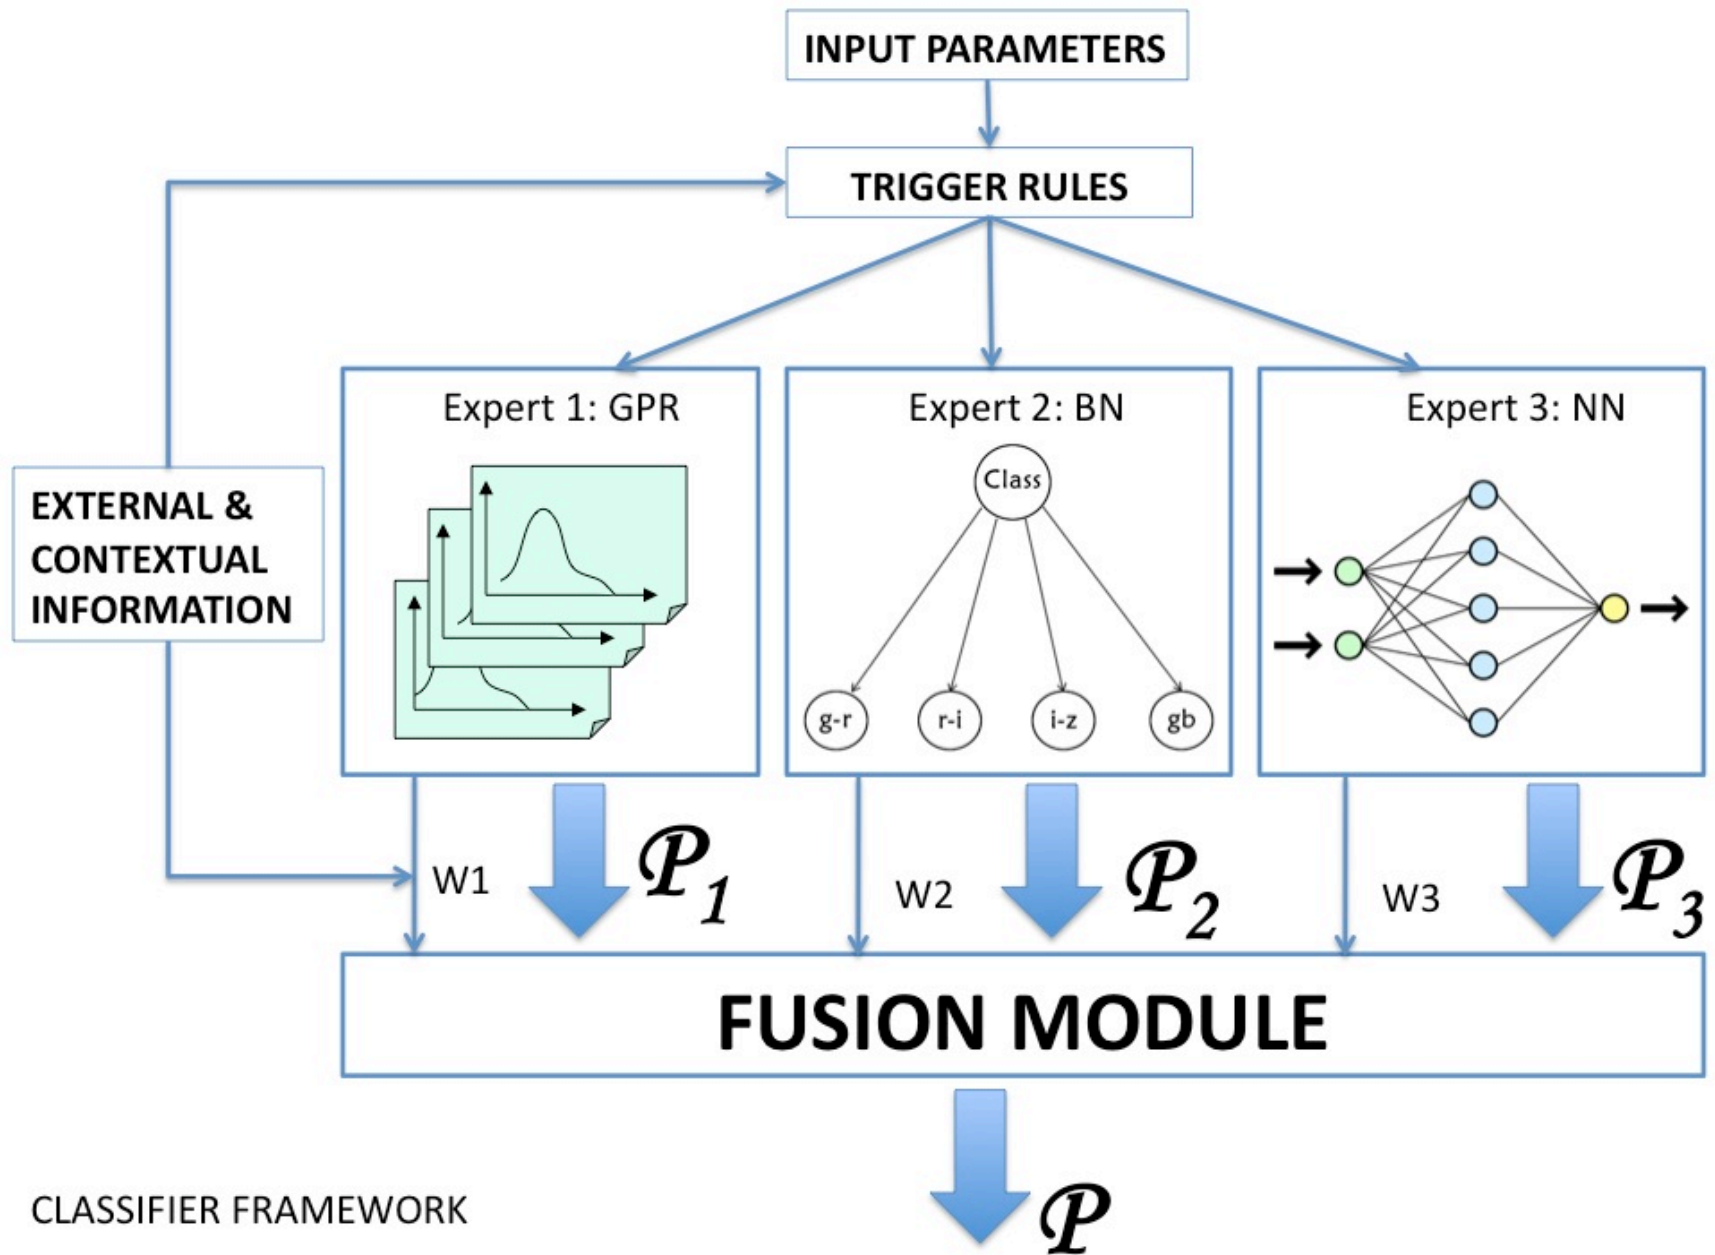 INPUT PARAMETERS
TRIGGER RULES
Expert 1: GPR
Expert 2: BN
Expert 3: NN
Class
g-r
r-i
i-z
gb
EXTERNAL &
CONTEXTUAL
INFORMATION
W1
P1
W2
P2
W3
P3
FUSION MODULE
P
CLASSIFIER FRAMEWORK